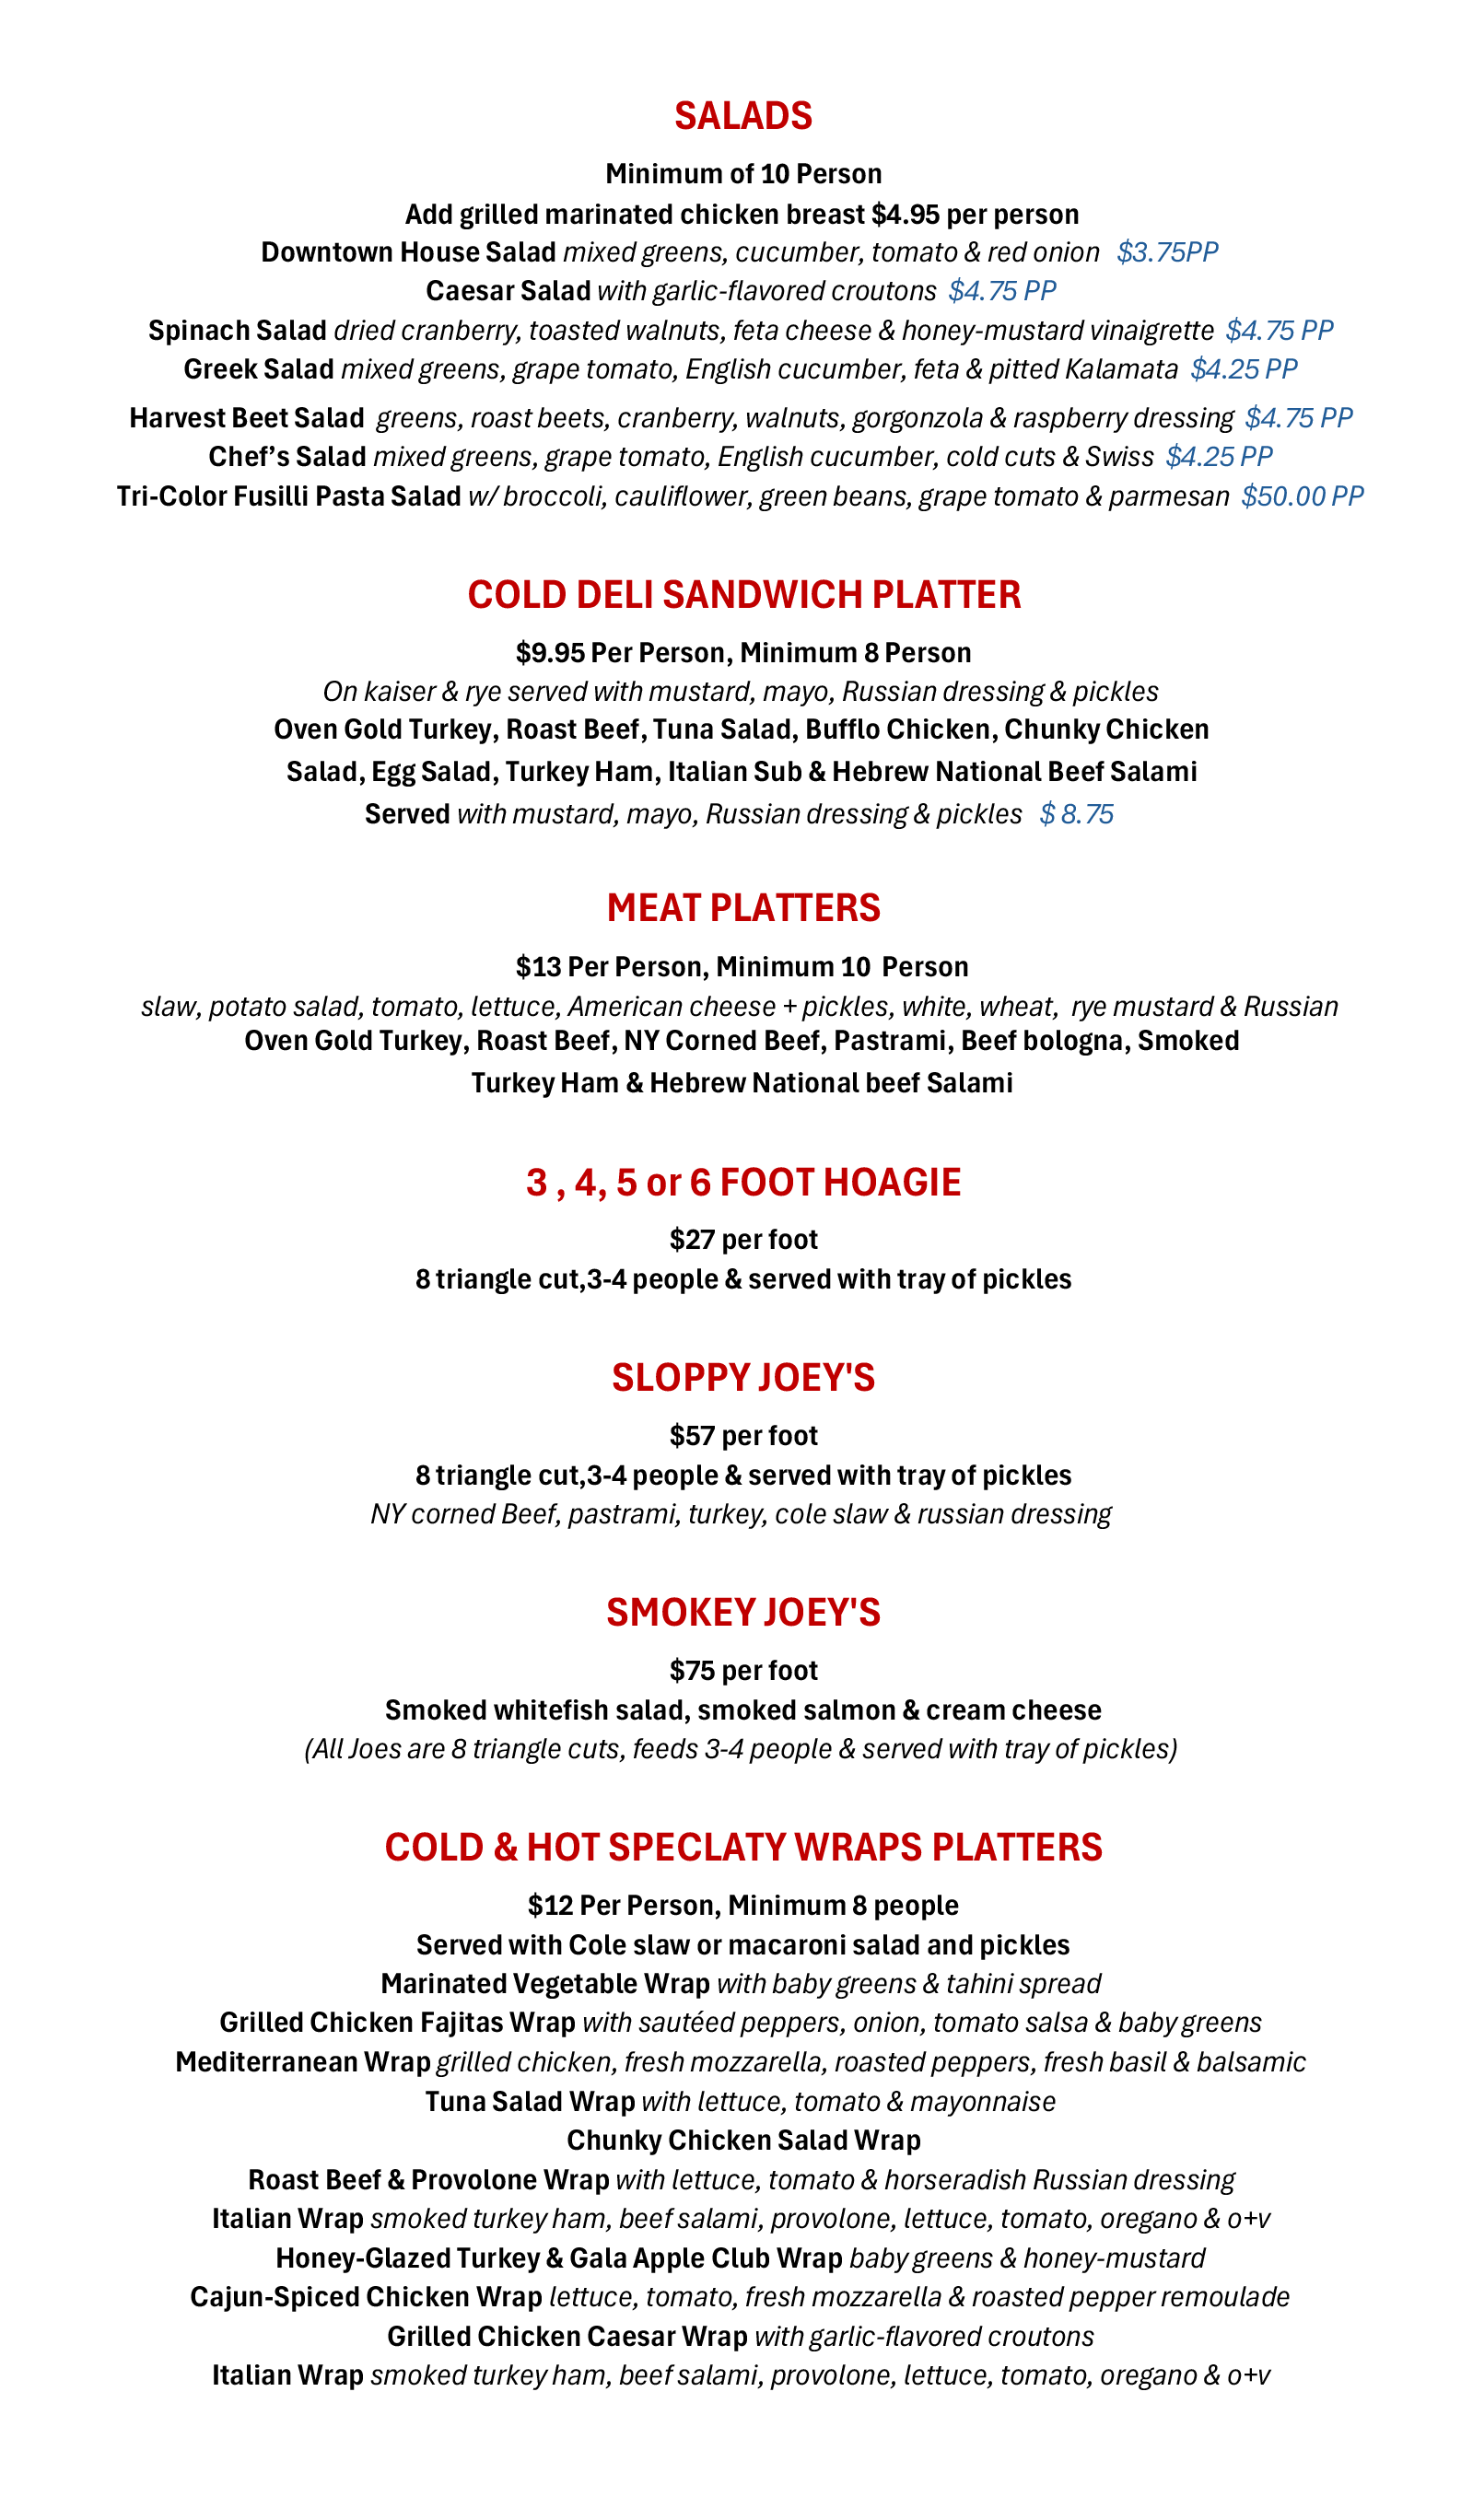 SALADS
Minimum of 10 Person
Add grilled marinated chicken breast $4.95 per person
Downtown House Salad mixed greens, cucumber, tomato & red onion $3.75PP
Caesar Salad with garlic-flavored croutons $4.75 PP
Spinach Salad dried cranberry, toasted walnuts, feta cheese & honey-mustard vinaigrette $4.75 PP
Greek Salad mixed greens, grape tomato, English cucumber, feta & pitted Kalamata $4.25 PP
Harvest Beet Salad greens, roast beets, cranberry, walnuts, gorgonzola & raspberry dressing $4.75 PP
Chef’s Salad mixed greens, grape tomato, English cucumber, cold cuts & Swiss $4.25 PP
Tri-Color Fusilli Pasta Salad w/ broccoli, cauliflower, green beans, grape tomato & parmesan $50.00 PP
COLD DELI SANDWICH PLATTER
$9.95 Per Person, Minimum 8 Person
On kaiser & rye served with mustard, mayo, Russian dressing & pickles
Oven Gold Turkey, Roast Beef, Tuna Salad, Bufflo Chicken, Chunky Chicken
Salad, Egg Salad, Turkey Ham, Italian Sub & Hebrew National Beef Salami
Served with mustard, mayo, Russian dressing & pickles $ 8.75
MEAT PLATTERS
$13 Per Person, Minimum 10 Person
slaw, potato salad, tomato, lettuce, American cheese + pickles, white, wheat, rye mustard & Russian
Oven Gold Turkey, Roast Beef, NY Corned Beef, Pastrami, Beef bologna, Smoked
Turkey Ham & Hebrew National beef Salami
3 , 4, 5 or 6 FOOT HOAGIE
$27 per foot
8 triangle cut,3-4 people & served with tray of pickles
SLOPPY JOEY'S
$57 per foot
8 triangle cut,3-4 people & served with tray of pickles
NY corned Beef, pastrami, turkey, cole slaw & russian dressing
SMOKEY JOEY'S
$75 per foot
Smoked whitefish salad, smoked salmon & cream cheese
(All Joes are 8 triangle cuts, feeds 3-4 people & served with tray of pickles)
COLD & HOT SPECLATY WRAPS PLATTERS
$12 Per Person, Minimum 8 people
Served with Cole slaw or macaroni salad and pickles
Marinated Vegetable Wrap with baby greens & tahini spread
Grilled Chicken Fajitas Wrap with sautéed peppers, onion, tomato salsa & baby greens
Mediterranean Wrap grilled chicken, fresh mozzarella, roasted peppers, fresh basil & balsamic
Tuna Salad Wrap with lettuce, tomato & mayonnaise
Chunky Chicken Salad Wrap
Roast Beef & Provolone Wrap with lettuce, tomato & horseradish Russian dressing
Italian Wrap smoked turkey ham, beef salami, provolone, lettuce, tomato, oregano & o+v
Honey-Glazed Turkey & Gala Apple Club Wrap baby greens & honey-mustard
Cajun-Spiced Chicken Wrap lettuce, tomato, fresh mozzarella & roasted pepper remoulade
Grilled Chicken Caesar Wrap with garlic-flavored croutons
Italian Wrap smoked turkey ham, beef salami, provolone, lettuce, tomato, oregano & o+v